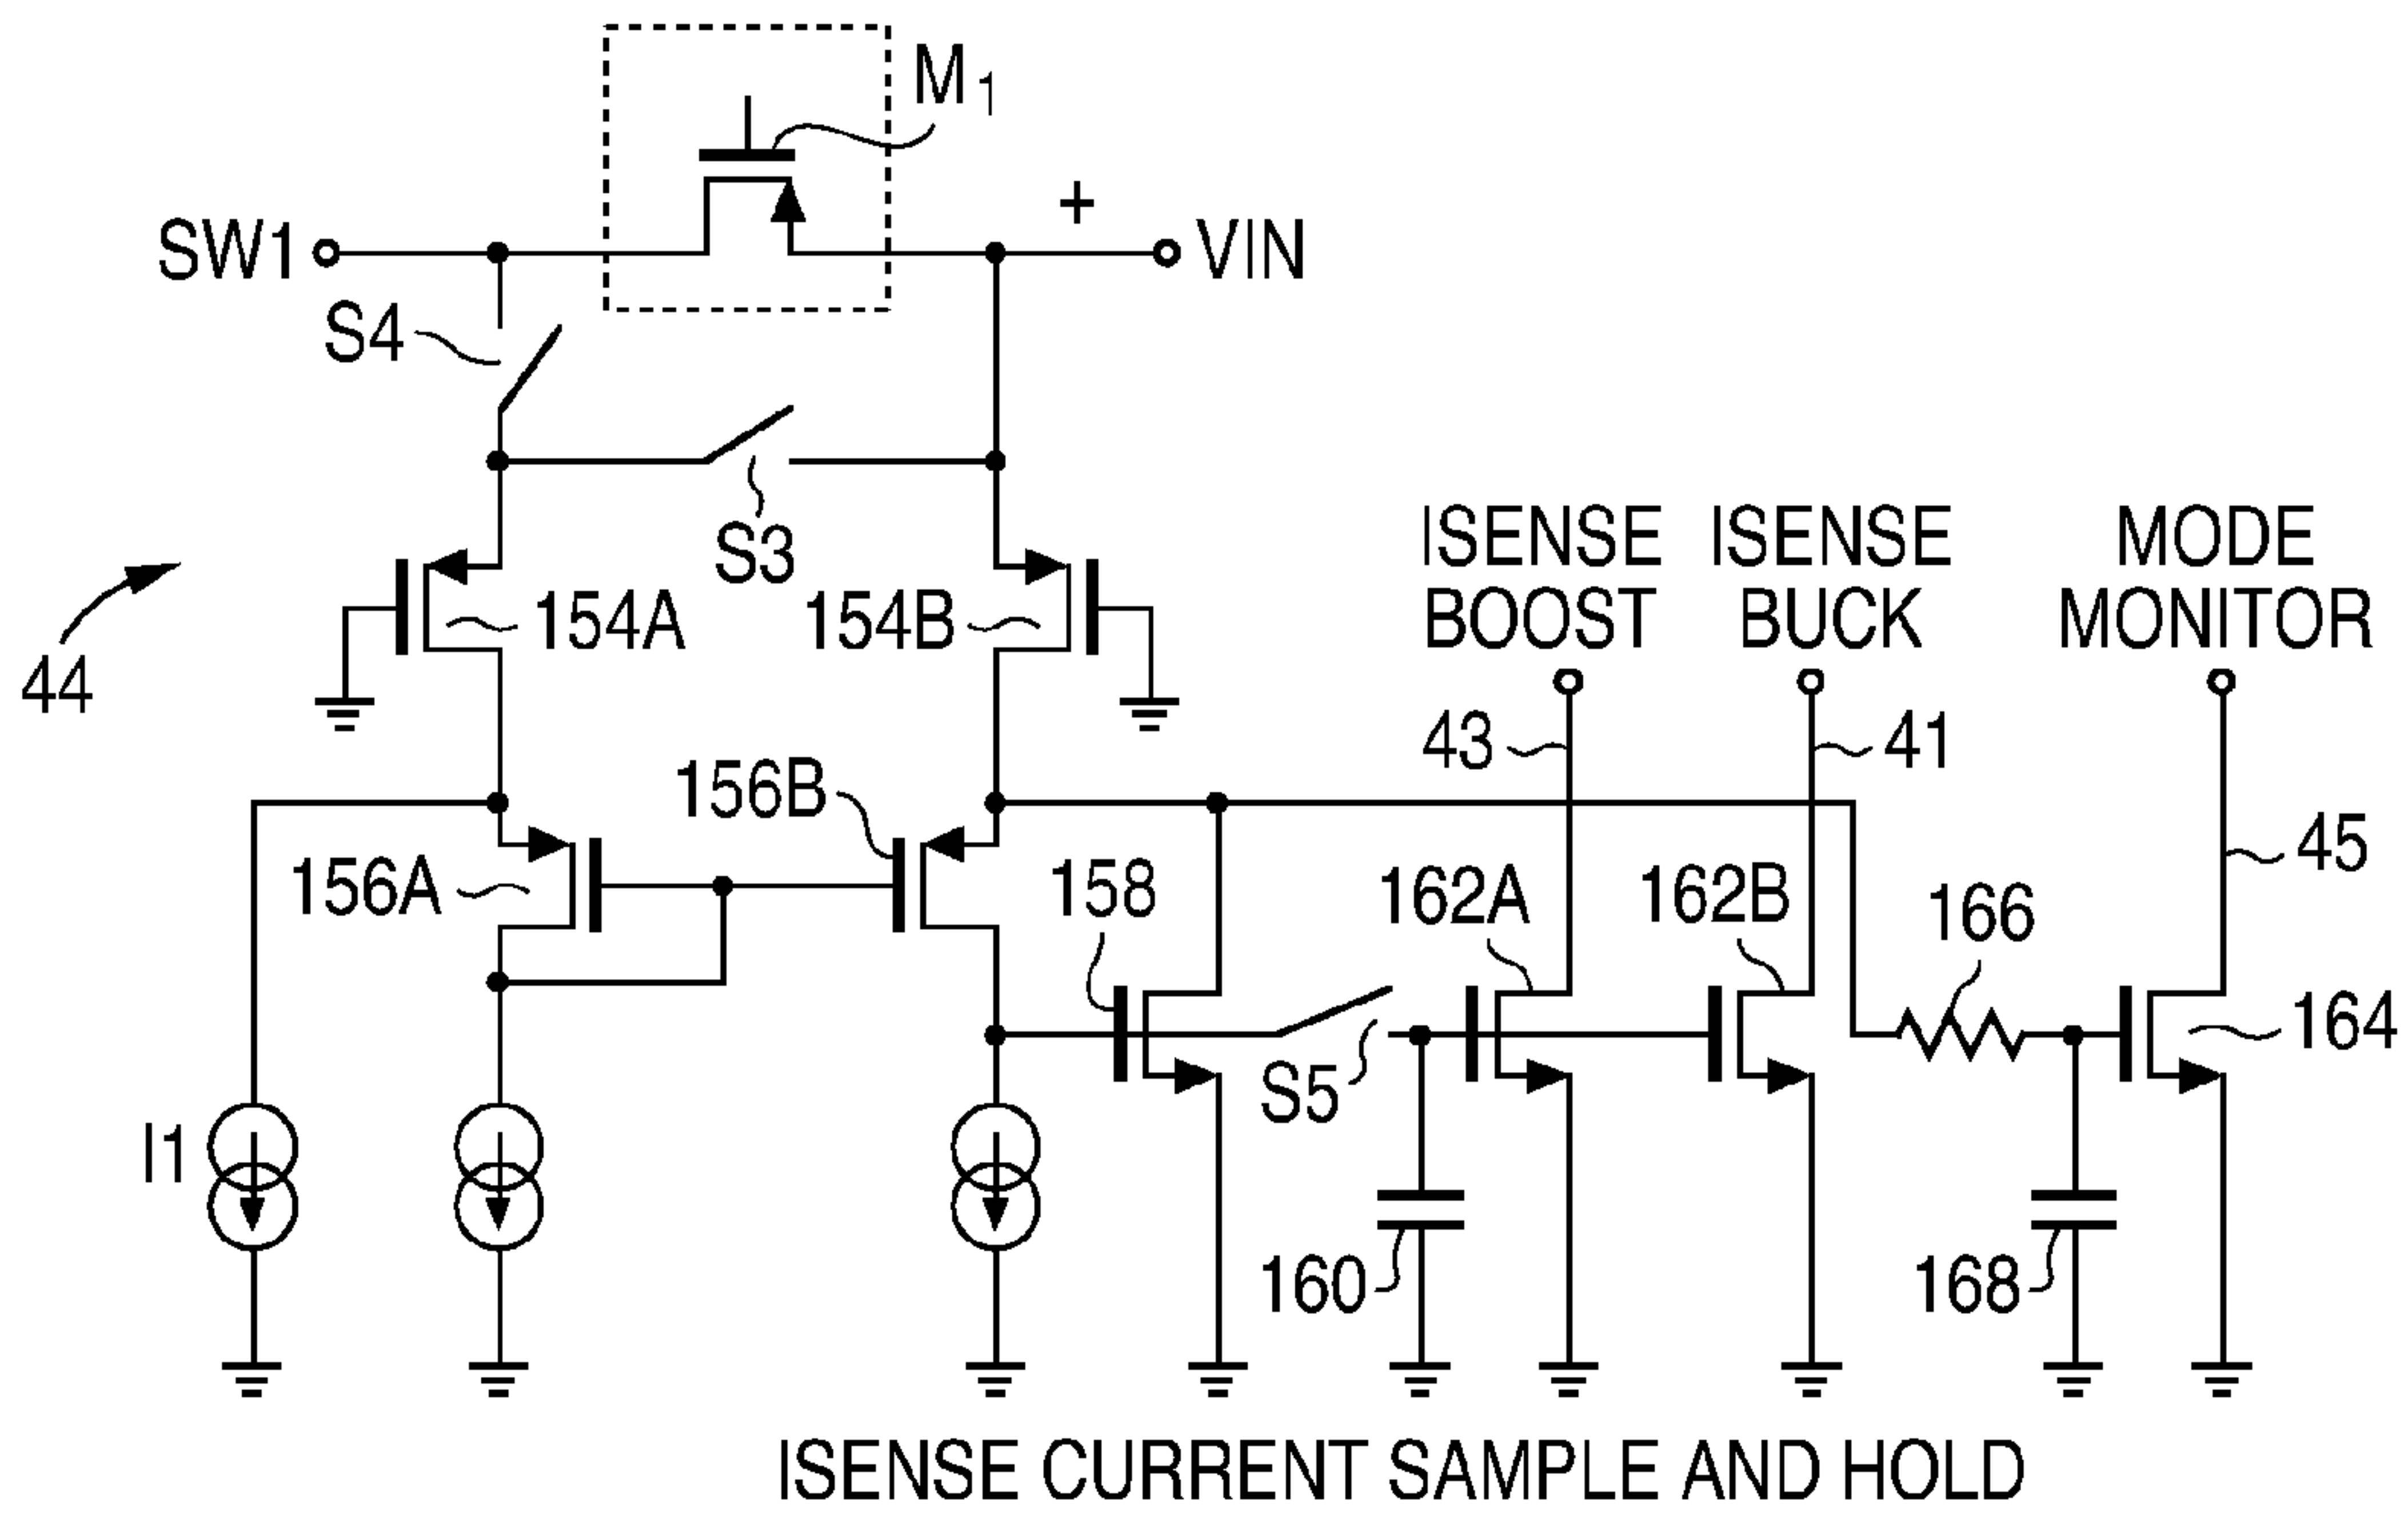 M1
+
SW1
VIN
S4
S3
ISENSE BOOST
ISENSE BUCK
MODE MONITOR
154A
154B
44
43
41
156B
45
156A
158
162A
162B
166
164
S5
I1
160
168
ISENSE CURRENT SAMPLE AND HOLD